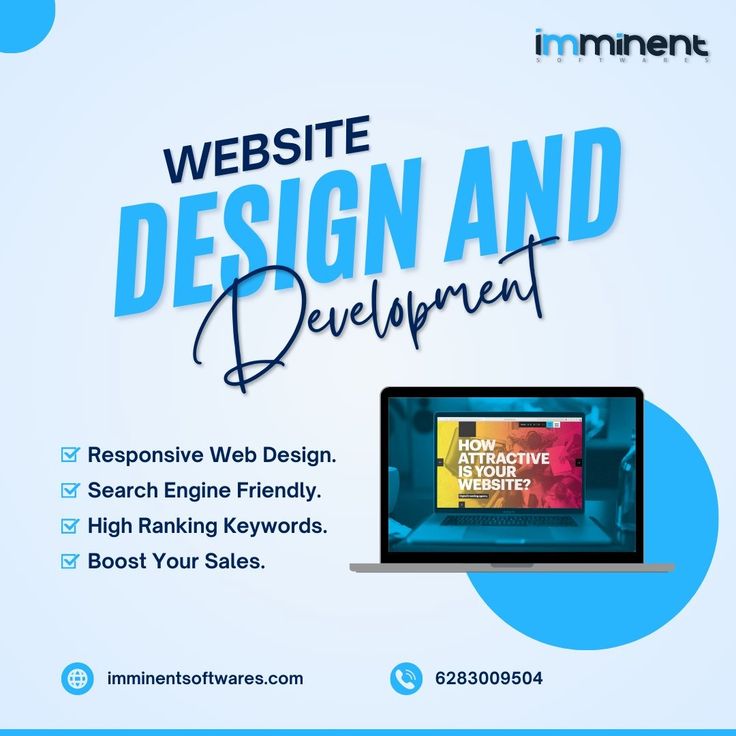 imminent
SOFTWARES
WEBSITE
DESIGN AND
Development
Responsive Web Design.
Search Engine Friendly.
High Ranking Keywords.
Boost Your Sales.
HOW
ATTRACTIVE
IS YOUR
WEBSITE?
imminentsoftwares.com
6283009504